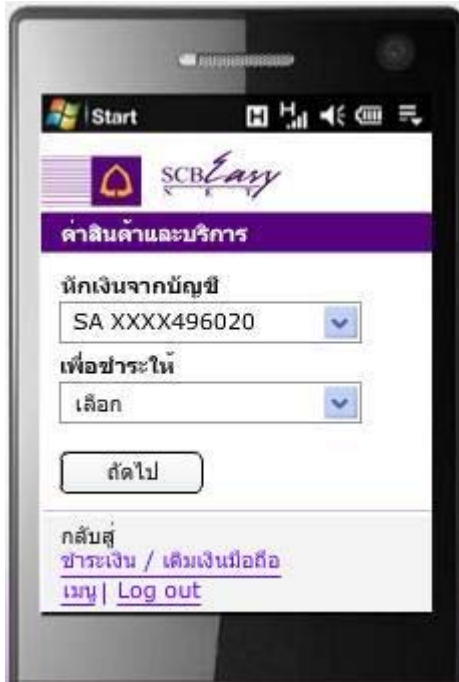 Start
SCBEasy
NET
ค่าสินค้าและบริการ
หักเงินจากบัญชี
SA XXXX496020
เพื่อชำระให้
เลือก
ถัดไป
กลับสู่
ชำระเงิน / เติมเงินมือถือ
เมนู | Log out